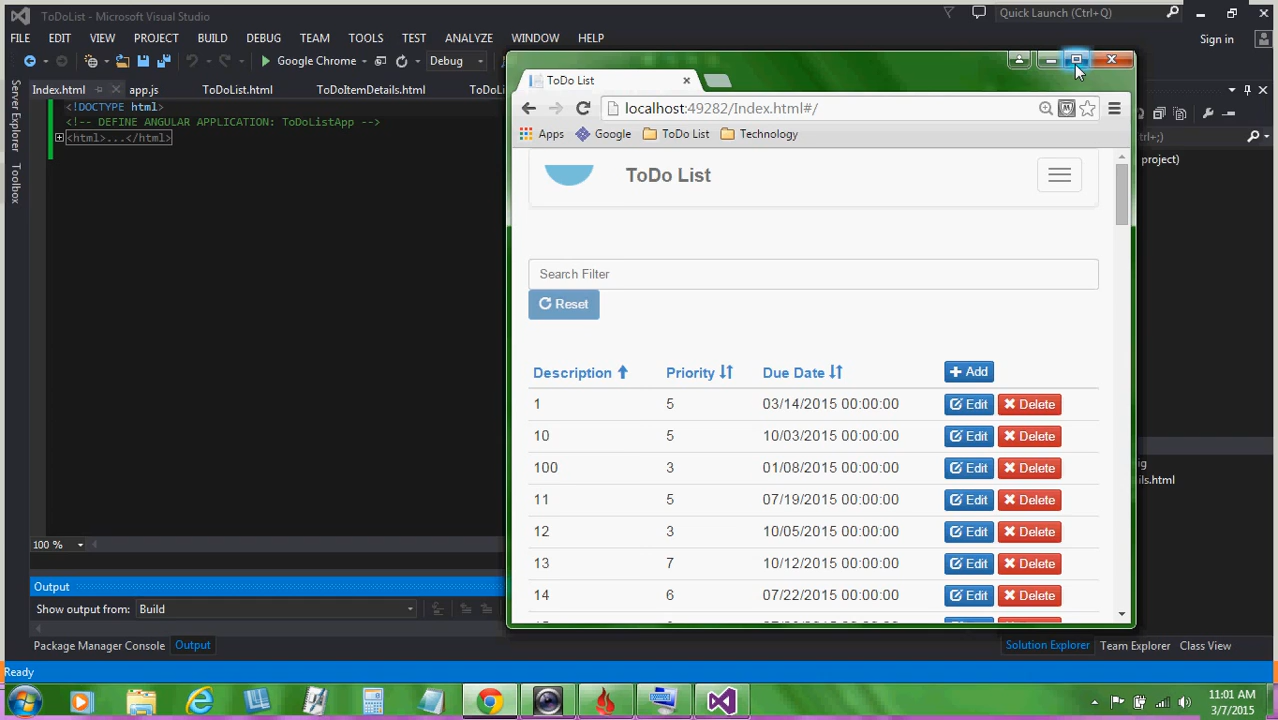 ToDoList - Microsoft Visual Studio
Quick Launch (Ctrl+Q)
FILE EDIT VIEW PROJECT BUILD DEBUG TEAM TOOLS TEST ANALYZE WINDOW HELP
Sign in
Google Chrome
Debug
Index.html
app.js
ToDoList.html
ToDoItemDetails.html
Server Explorer
Toolbox
<!DOCTYPE html>
<!-- DEFINE ANGULAR APPLICATION: ToDoListApp -->
<html>...</html>
ToDo List
localhost:49282/Index.html#/
Apps Google ToDo List Technology
ToDo List
Search Filter
Reset
Description Priority Due Date Add
1 5 03/14/2015 00:00:00 Edit Delete
10 5 10/03/2015 00:00:00 Edit Delete
100 3 01/08/2015 00:00:00 Edit Delete
11 5 07/19/2015 00:00:00 Edit Delete
12 3 10/05/2015 00:00:00 Edit Delete
13 7 10/12/2015 00:00:00 Edit Delete
14 6 07/22/2015 00:00:00 Edit Delete
+;)
project)
ig
ils.html
100 %
Output
Show output from: Build
Package Manager Console Output
Solution Explorer Team Explorer Class View
Ready
11:01 AM
3/7/2015